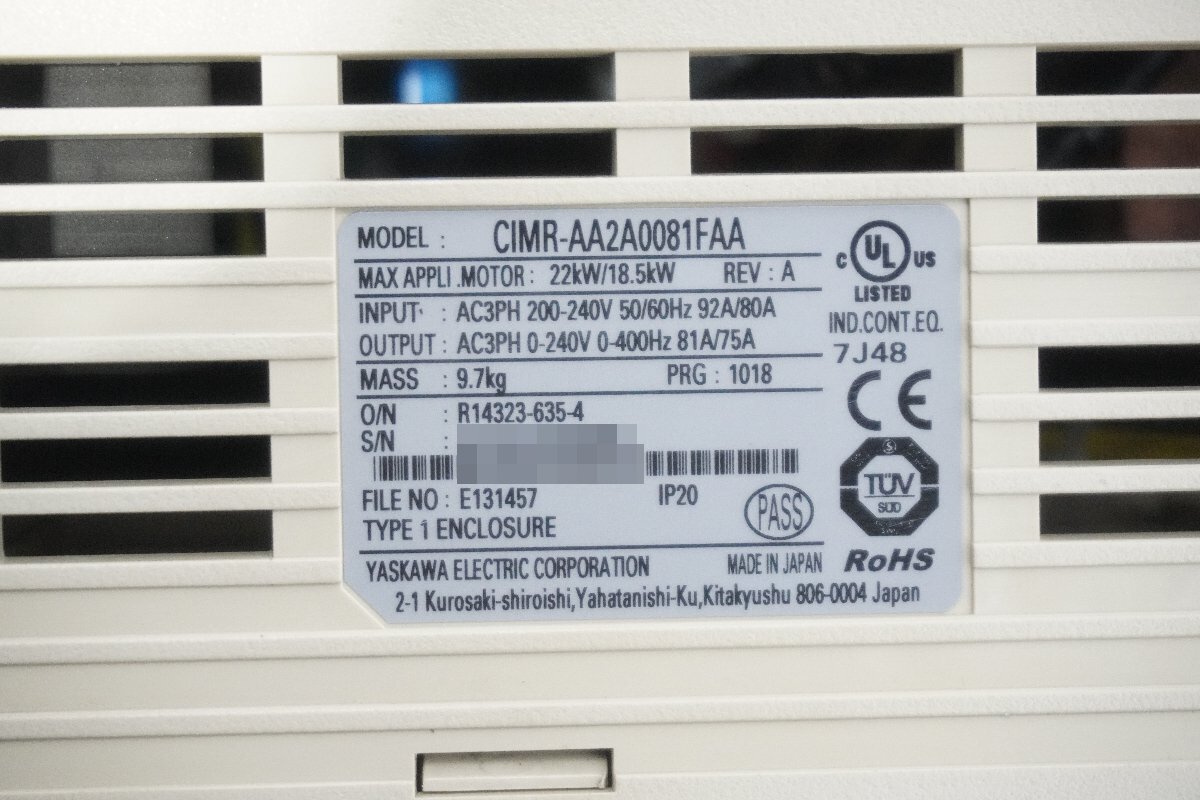 MODEL : CIMR-AA2A0081FAA
MAX APPLI.MOTOR : 22kW/18.5kW REV : A
INPUT : AC3PH 200-240V 50/60Hz 92A/80A
OUTPUT : AC3PH 0-240V 0-400Hz 81A/75A
MASS : 9.7kg PRG : 1018
O/N : R14323-635-4
S/N :
FILE NO : E131457 IP20
TYPE 1 ENCLOSURE
PASS
YASKAWA ELECTRIC CORPORATION MADE IN JAPAN
2-1 Kurosaki-shiroishi,Yahatanishi-Ku,Kitakyushu 806-0004 Japan
C UL US
LISTED
IND.CONT.EQ.
7J48
CE
TÜV
SÜD
RoHS